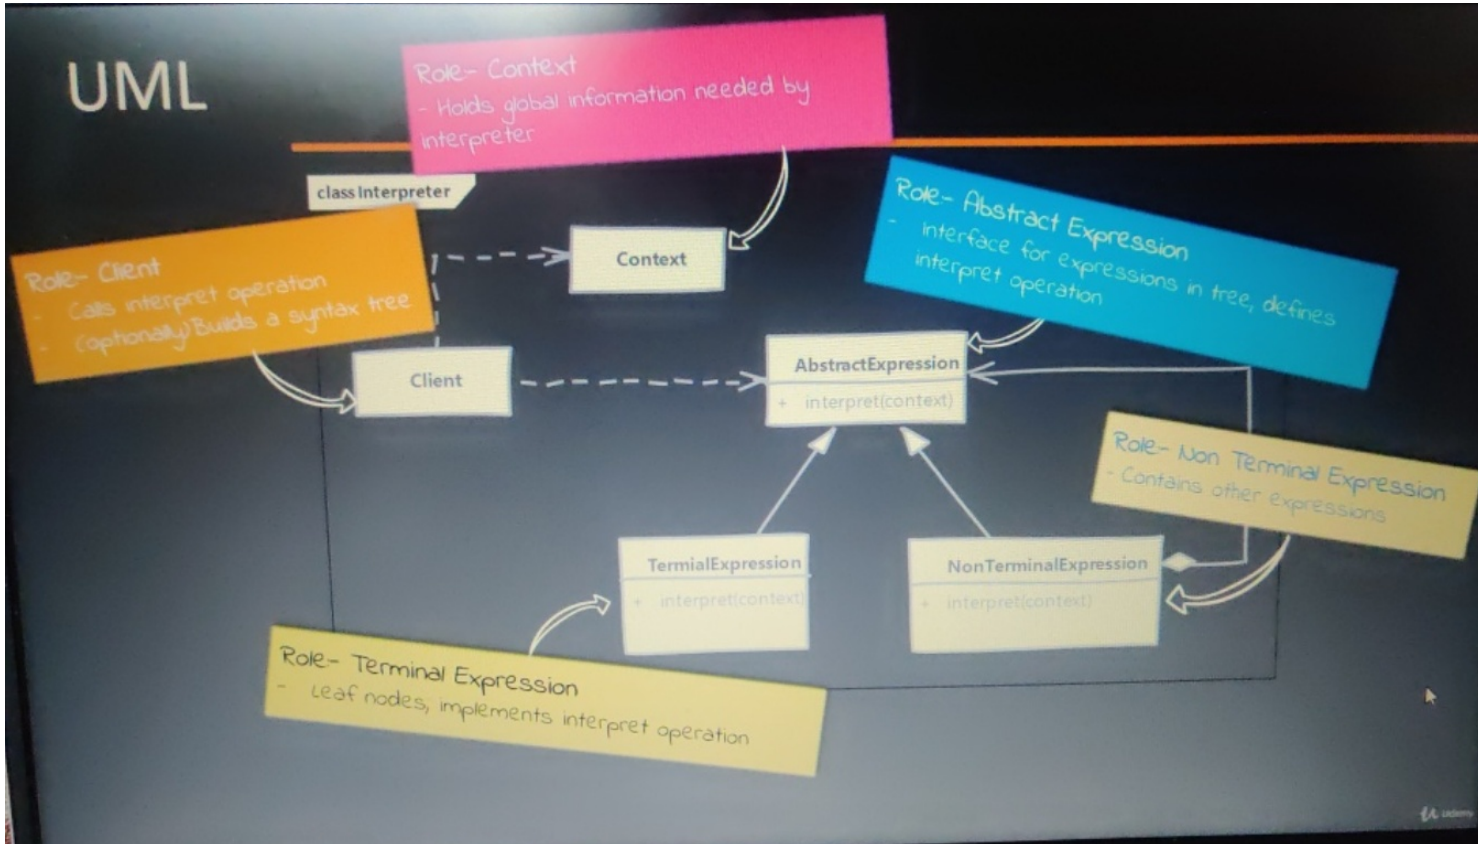 UML
Role- Context
- Holds global information needed by
interpreter
class Interpreter
Role- Abstract Expression
- interface for expressions in tree, defines
interpret operation
Role- Client
- Calls interpret operation
- (optionally)Builds a syntax tree
Context
Client
AbstractExpression
+ interpret(context)
Role- Non Terminal Expression
- Contains other expressions
TermialExpression
+ interpret(context)
NonTerminalExpression
+ interpret(context)
Role- Terminal Expression
- Leaf nodes, implements interpret operation
udemy